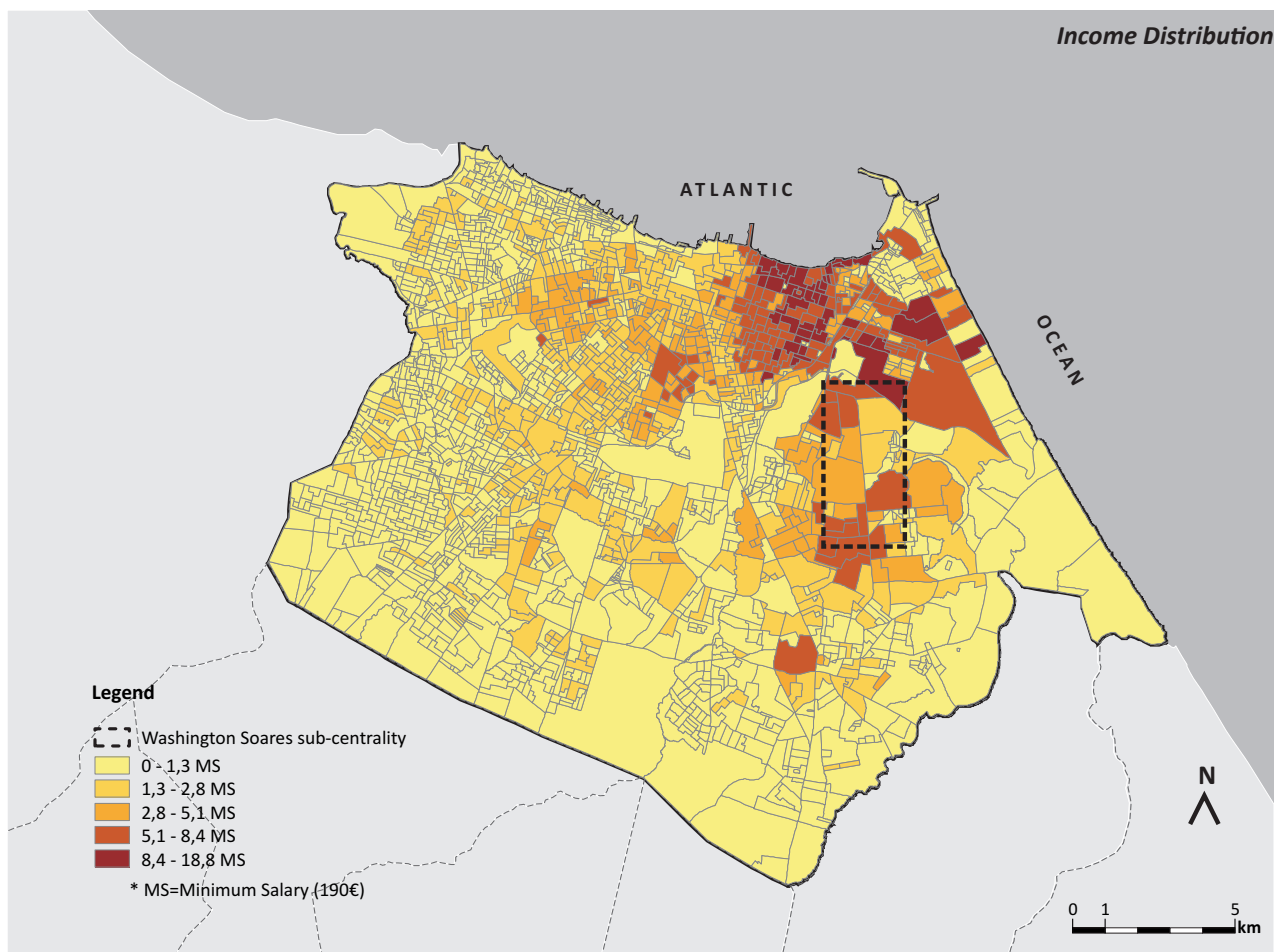 Income Distribution
ATLANTIC
OCEAN
Legend
Washington Soares sub-centrality
0 - 1,3 MS
1,3 - 2,8 MS
2,8 - 5,1 MS
5,1 - 8,4 MS
8,4 - 18,8 MS
* MS=Minimum Salary (190€)
N
0 1 5
km